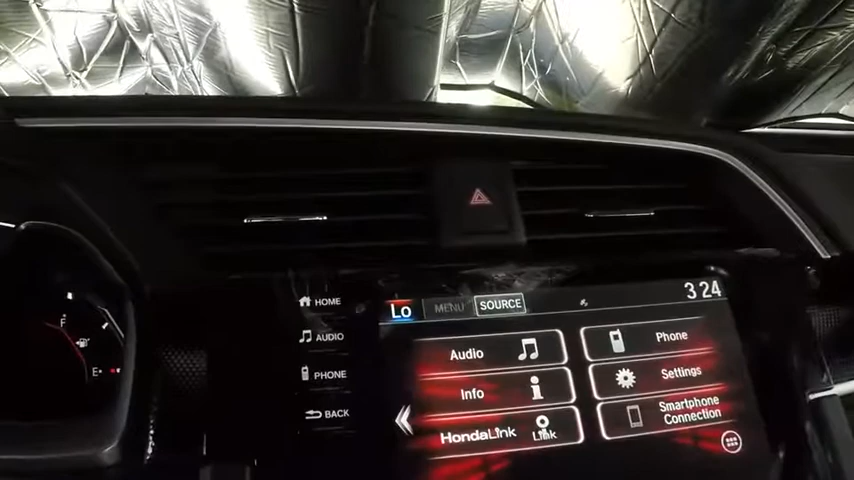 3:24
HOME
Lo
MENU
SOURCE
AUDIO
Audio
Phone
F
PHONE
Info
Settings
E
BACK
HondaLink
Link
Smartphone
Connection